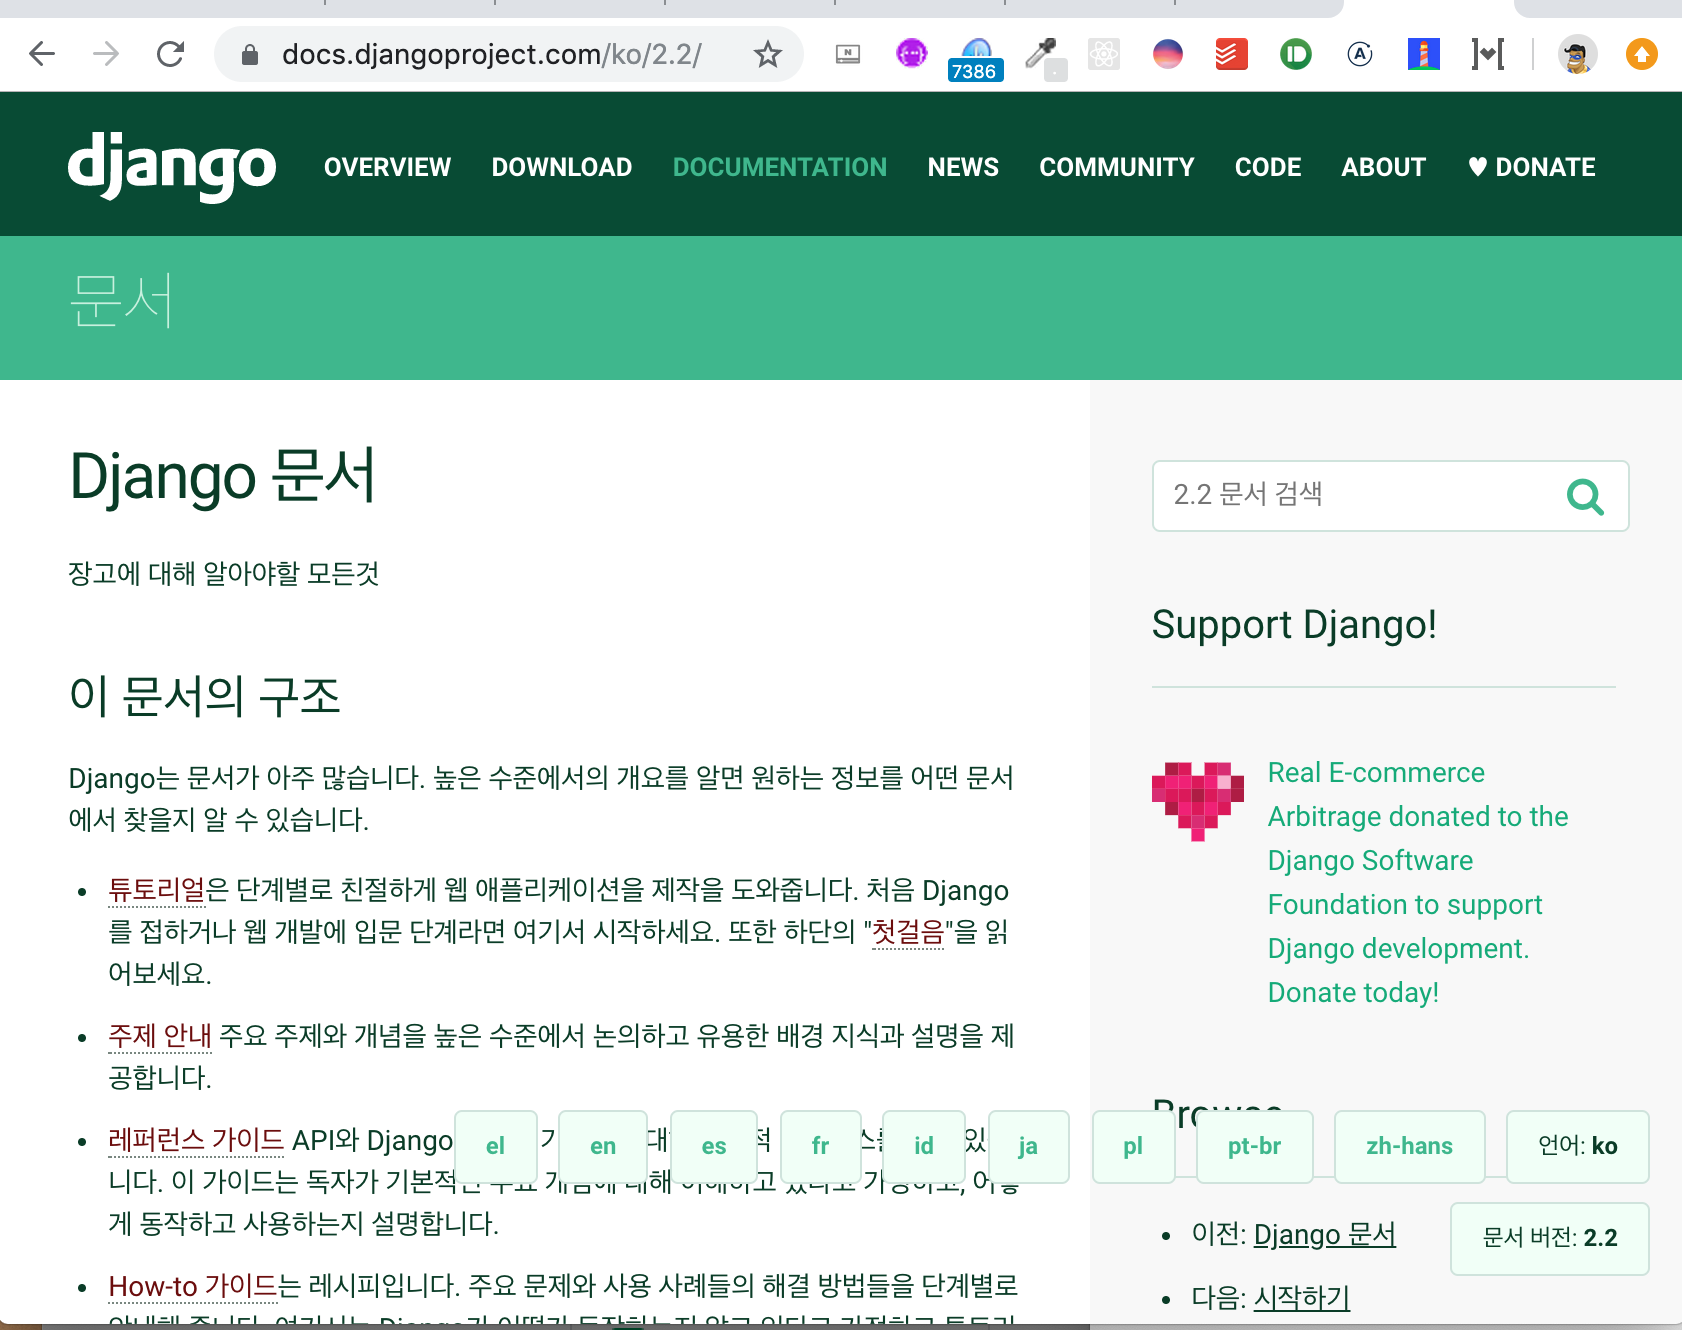 docs.djangoproject.com/ko/2.2/
7386
django OVERVIEW DOWNLOAD DOCUMENTATION NEWS COMMUNITY CODE ABOUT ♥ DONATE
문서
Django 문서
장고에 대해 알아야할 모든것
이 문서의 구조
Django는 문서가 아주 많습니다. 높은 수준에서의 개요를 알면 원하는 정보를 어떤 문서
에서 찾을지 알 수 있습니다.
• 튜토리얼은 단계별로 친절하게 웹 애플리케이션을 제작을 도와줍니다. 처음 Django
를 접하거나 웹 개발에 입문 단계라면 여기서 시작하세요. 또한 하단의 "첫걸음"을 읽
어보세요.
• 주제 안내 주요 주제와 개념을 높은 수준에서 논의하고 유용한 배경 지식과 설명을 제
공합니다.
• 레퍼런스 가이드 API와 Django
니다. 이 가이드는 독자가 기본적인
게 동작하고 사용하는지 설명합니다.
• How-to 가이드는 레시피입니다. 주요 문제와 사용 사례들의 해결 방법들을 단계별로
2.2 문서 검색
Support Django!
Real E-commerce
Arbitrage donated to the
Django Software
Foundation to support
Django development.
Donate today!
Browse
el en es fr id ja pl pt-br zh-hans 언어: ko
• 이전: Django 문서
문서 버전: 2.2
• 다음: 시작하기